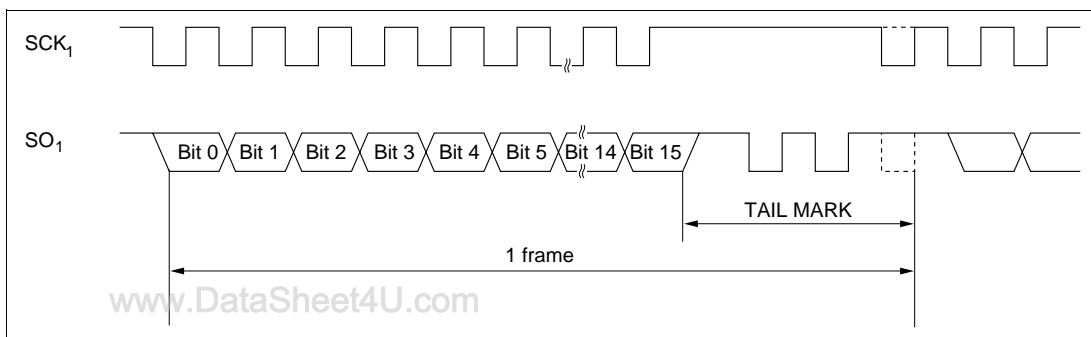 SCK1
SO1
Bit 0 Bit 1 Bit 2 Bit 3 Bit 4 Bit 5 Bit 14 Bit 15
TAIL MARK
1 frame
www.DataSheet4U.com